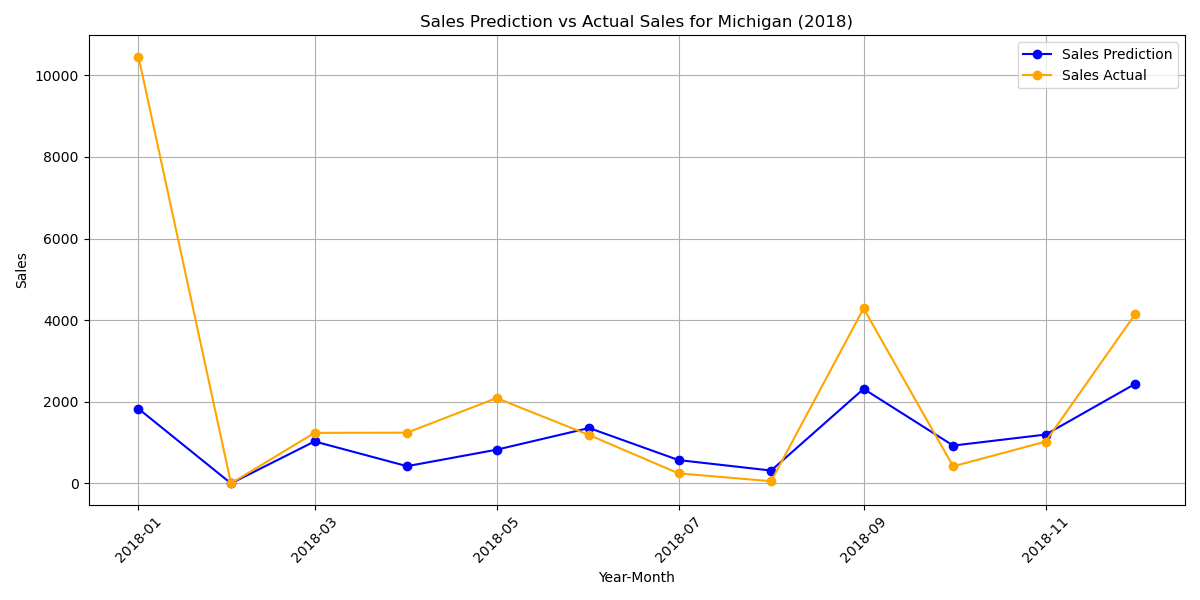 Sales Prediction vs Actual Sales for Michigan (2018)
Sales Prediction
Sales Actual
10000
8000
6000
4000
2000
0
Sales
2018-01
2018-03
2018-05
2018-07
2018-09
2018-11
Year-Month